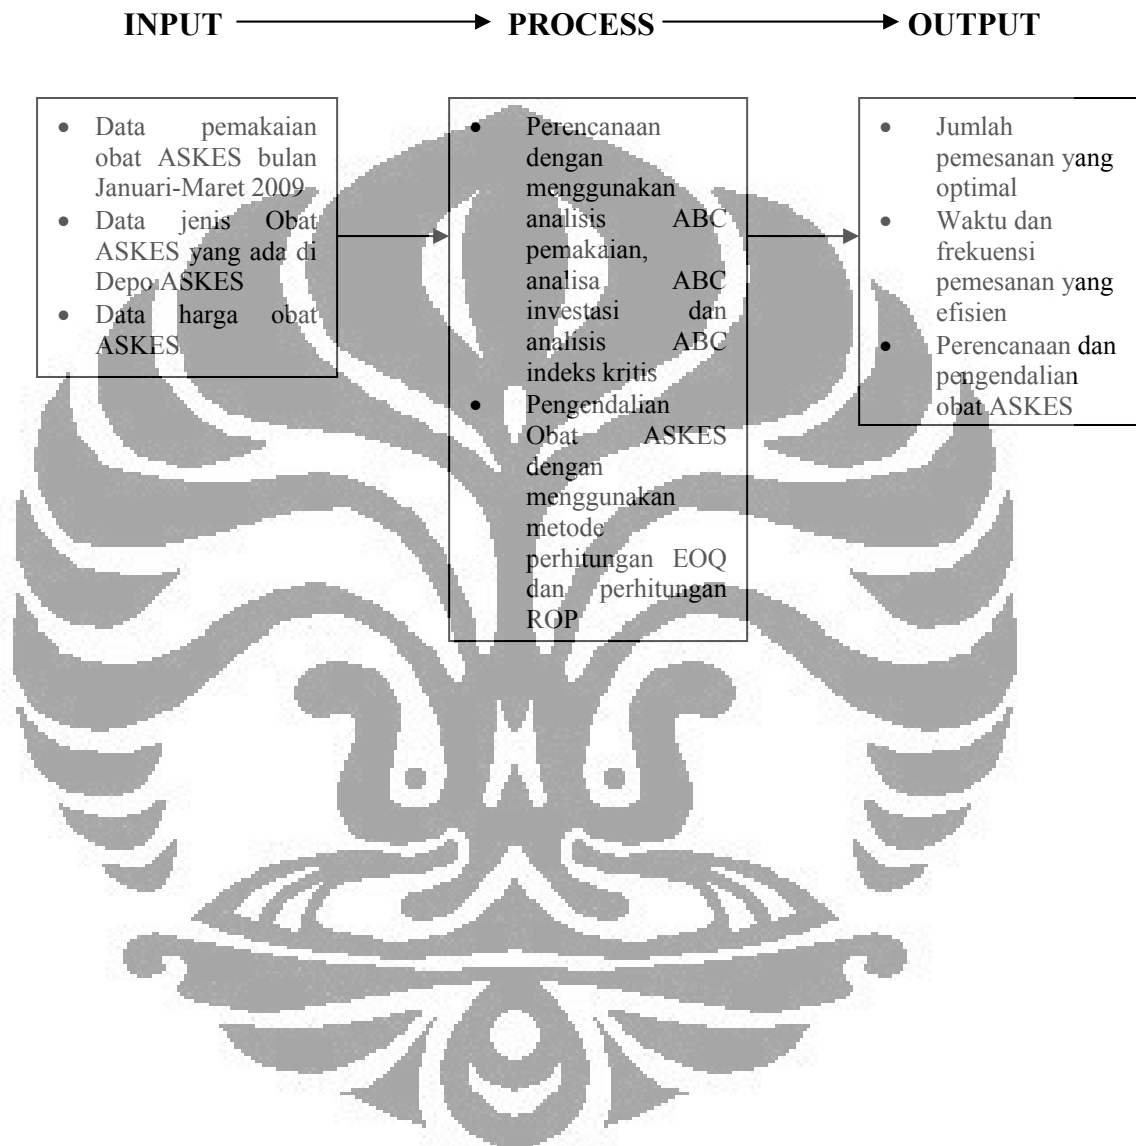 INPUT PROCESS OUTPUT
• Data pemakaian
obat ASKES bulan
Januari-Maret 2009
• Data jenis Obat
ASKES yang ada di
Depo ASKES
• Data harga obat
ASKES
• Perencanaan
dengan
menggunakan
analisis ABC
pemakaian,
analisa ABC
investasi dan
analisis ABC
indeks kritis
• Pengendalian
Obat ASKES
dengan
menggunakan
metode
perhitungan EOQ
dan perhitungan
ROP
• Jumlah
pemesanan yang
optimal
• Waktu dan
frekuensi
pemesanan yang
efisien
• Perencanaan dan
pengendalian
obat ASKES